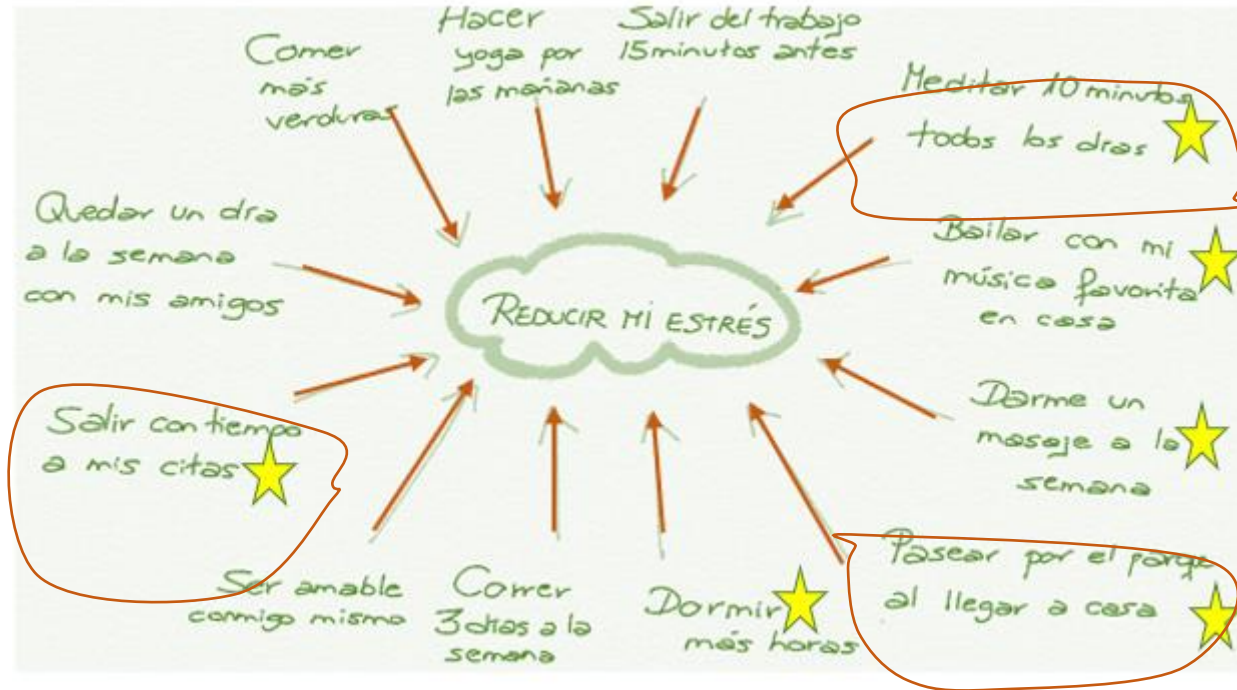 Comer
más
verduras
Hacer
yoga por
las mañanas
Salir del trabajo
15 minutos antes
Meditar 10 minutos
todos los días
Quedar un día
a la semana
con mis amigos
REDUCIR MI ESTRÉS
Bailar con mi
música favorita
en casa
Salir con tiempo
a mis citas
Darme un
masaje a la
semana
Ser amable
conmigo mismo
Correr
3 días a la
semana
Dormir
más horas
Pasear por el parque
al llegar a casa